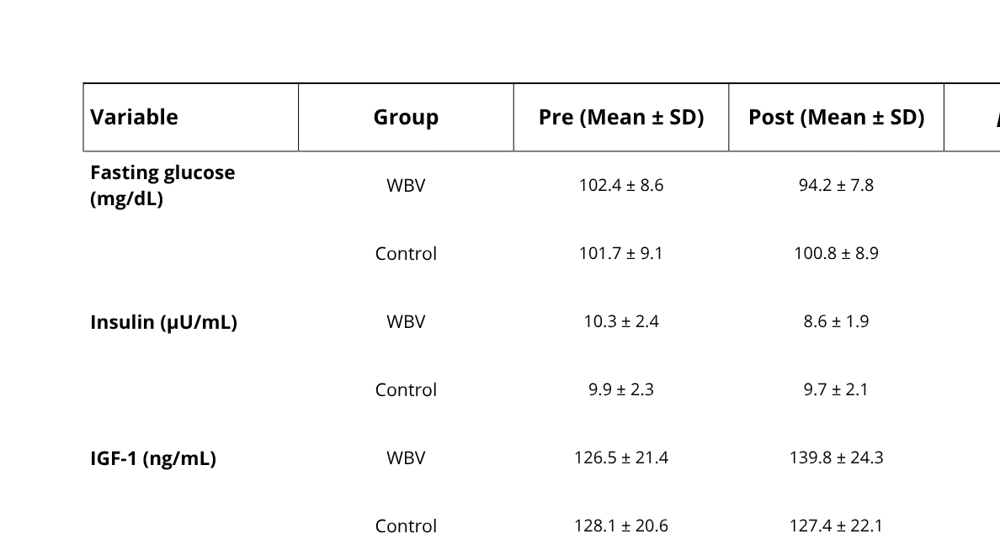 Variable Group Pre (Mean ± SD) Post (Mean ± SD)
Fasting glucose
(mg/dL) WBV 102.4 ± 8.6 94.2 ± 7.8
Control 101.7 ± 9.1 100.8 ± 8.9
Insulin (µU/mL) WBV 10.3 ± 2.4 8.6 ± 1.9
Control 9.9 ± 2.3 9.7 ± 2.1
IGF-1 (ng/mL) WBV 126.5 ± 21.4 139.8 ± 24.3
Control 128.1 ± 20.6 127.4 ± 22.1